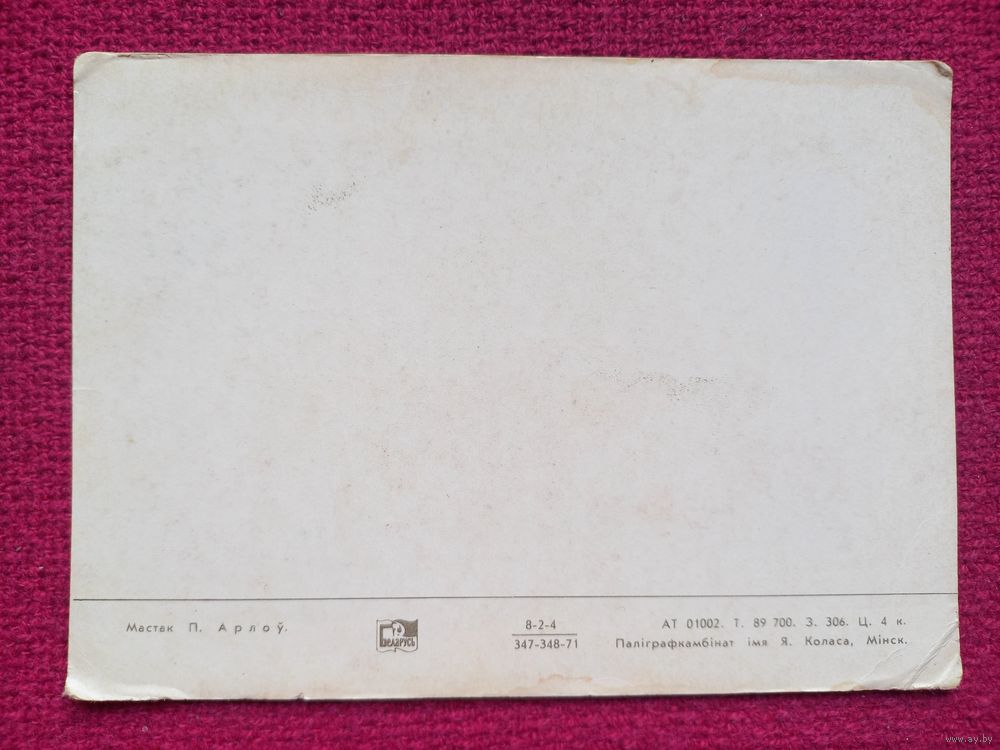 Мастак П. Арлоў.
БЕЛАРУСЬ
8-2-4
347-348-71
АТ 01002. Т. 89 700. З. 306. Ц. 4 к.
Паліграфкамбінат імя Я. Коласа, Мінск.
www.ay.by